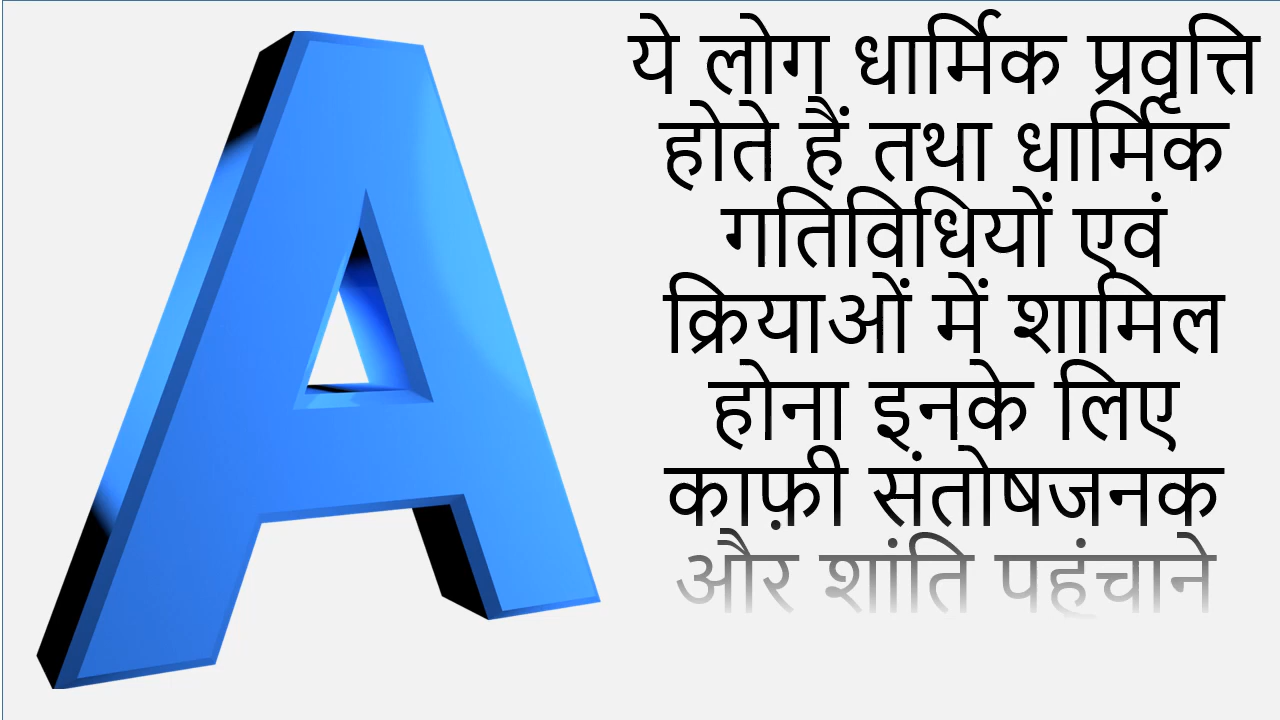 A
ये लोग धार्मिक प्रवृत्ति
होते हैं तथा धार्मिक
गतिविधियों एवं
क्रियाओं में शामिल
होना इनके लिए
काफ़ी संतोषजनक
और शांति पहुंचाने